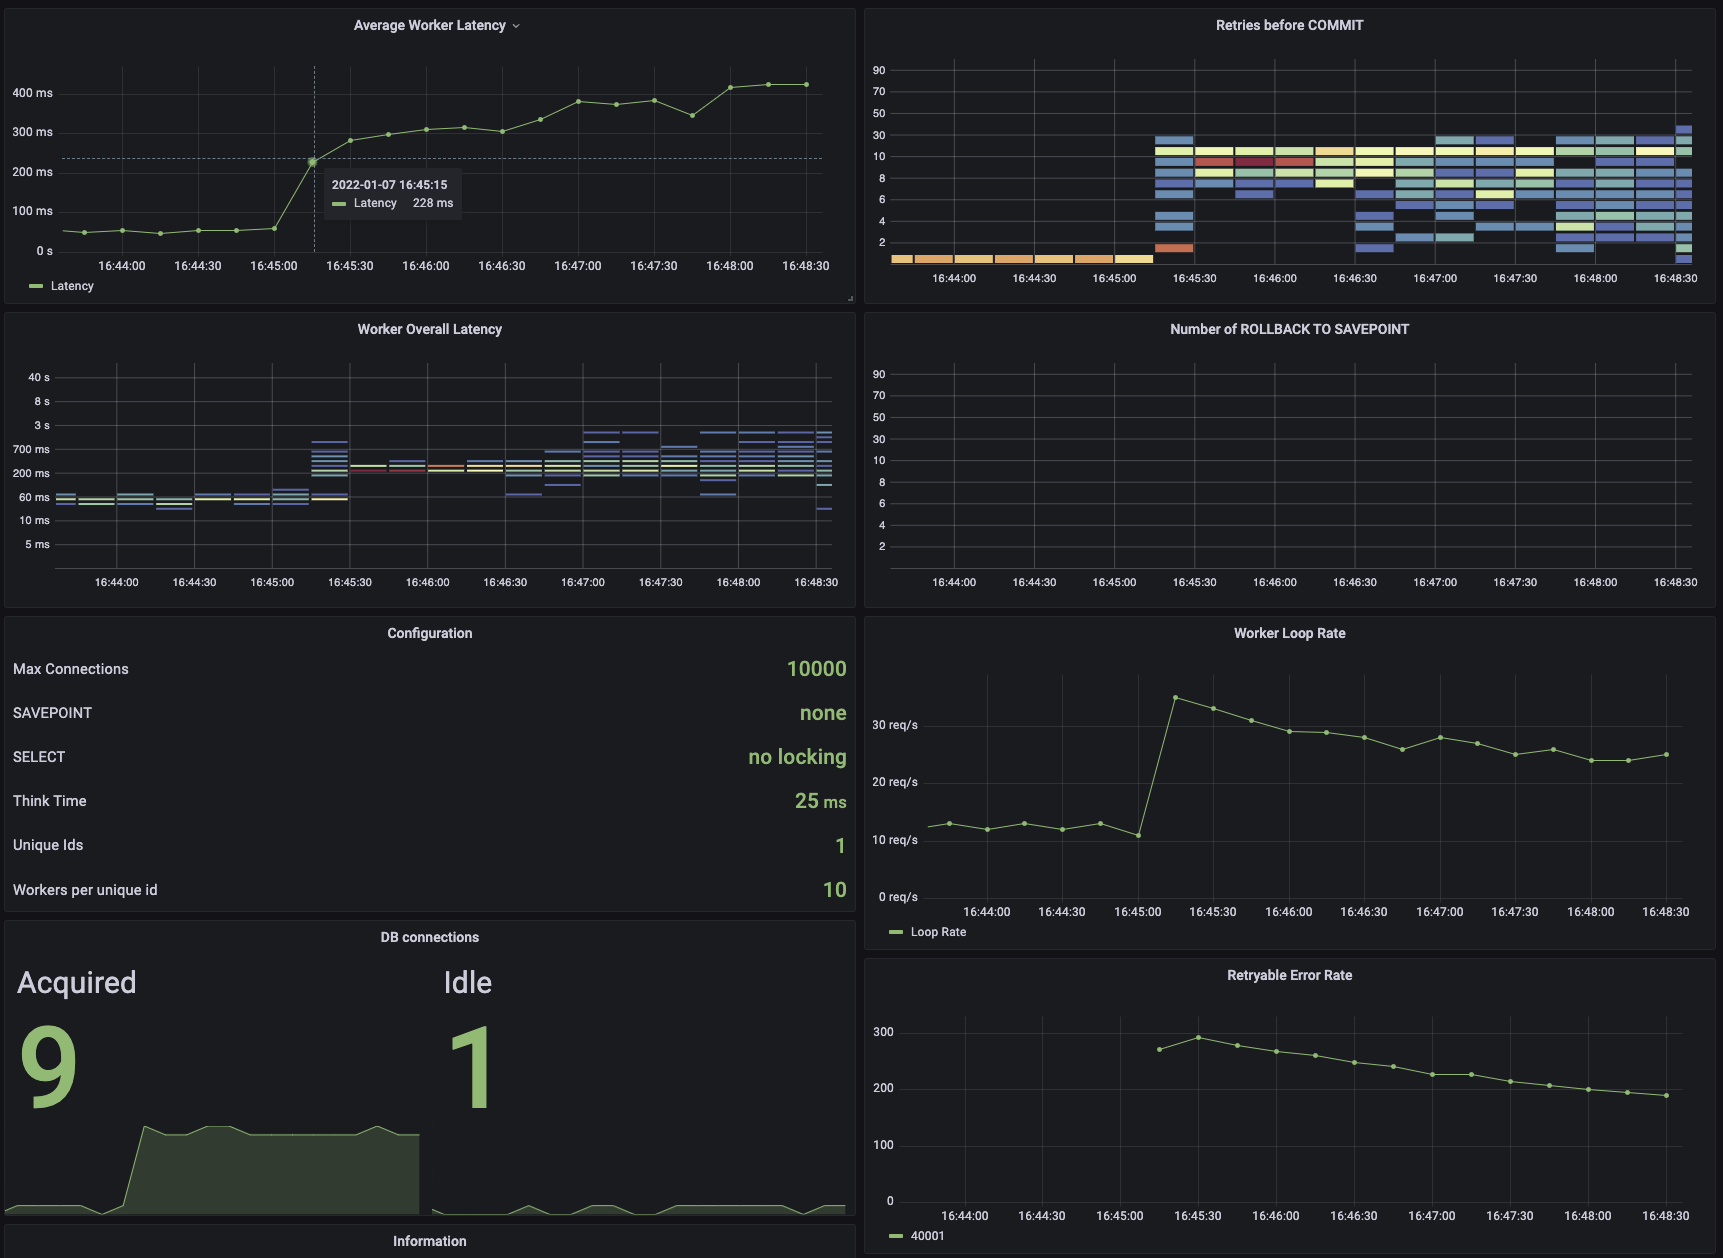 Average Worker Latency
400 ms
300 ms
200 ms
100 ms
0 s
2022-01-07 16:45:15
Latency 228 ms
16:44:00 16:44:30 16:45:00 16:45:30 16:46:00 16:46:30 16:47:00 16:47:30 16:48:00 16:48:30
Latency
Retries before COMMIT
90
70
50
30
10
8
6
4
2
16:44:00 16:44:30 16:45:00 16:45:30 16:46:00 16:46:30 16:47:00 16:47:30 16:48:00 16:48:30
Worker Overall Latency
40 s
8 s
3 s
700 ms
200 ms
60 ms
10 ms
5 ms
16:44:00 16:44:30 16:45:00 16:45:30 16:46:00 16:46:30 16:47:00 16:47:30 16:48:00 16:48:30
Number of ROLLBACK TO SAVEPOINT
90
70
50
30
10
8
6
4
2
16:44:00 16:44:30 16:45:00 16:45:30 16:46:00 16:46:30 16:47:00 16:47:30 16:48:00 16:48:30
Configuration
Max Connections 10000
SAVEPOINT none
SELECT no locking
Think Time 25 ms
Unique Ids 1
Workers per unique id 10
Worker Loop Rate
30 req/s
20 req/s
10 req/s
0 req/s
16:44:00 16:44:30 16:45:00 16:45:30 16:46:00 16:46:30 16:47:00 16:47:30 16:48:00 16:48:30
Loop Rate
DB connections
Acquired Idle
9 1
Retryable Error Rate
300
200
100
0
16:44:00 16:44:30 16:45:00 16:45:30 16:46:00 16:46:30 16:47:00 16:47:30 16:48:00 16:48:30
40001
Information